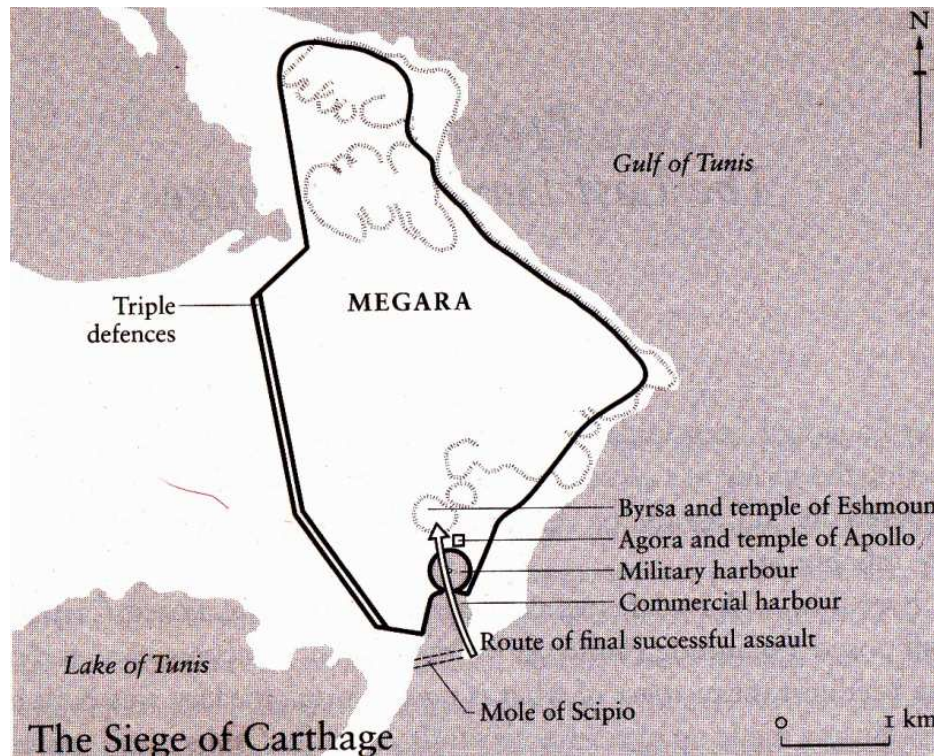 N
Gulf of Tunis
Triple
defences
MEGARA
Byrsa and temple of Eshmoun
Agora and temple of Apollo
Military harbour
Commercial harbour
Route of final successful assault
Lake of Tunis
Mole of Scipio
The Siege of Carthage
0 1 km